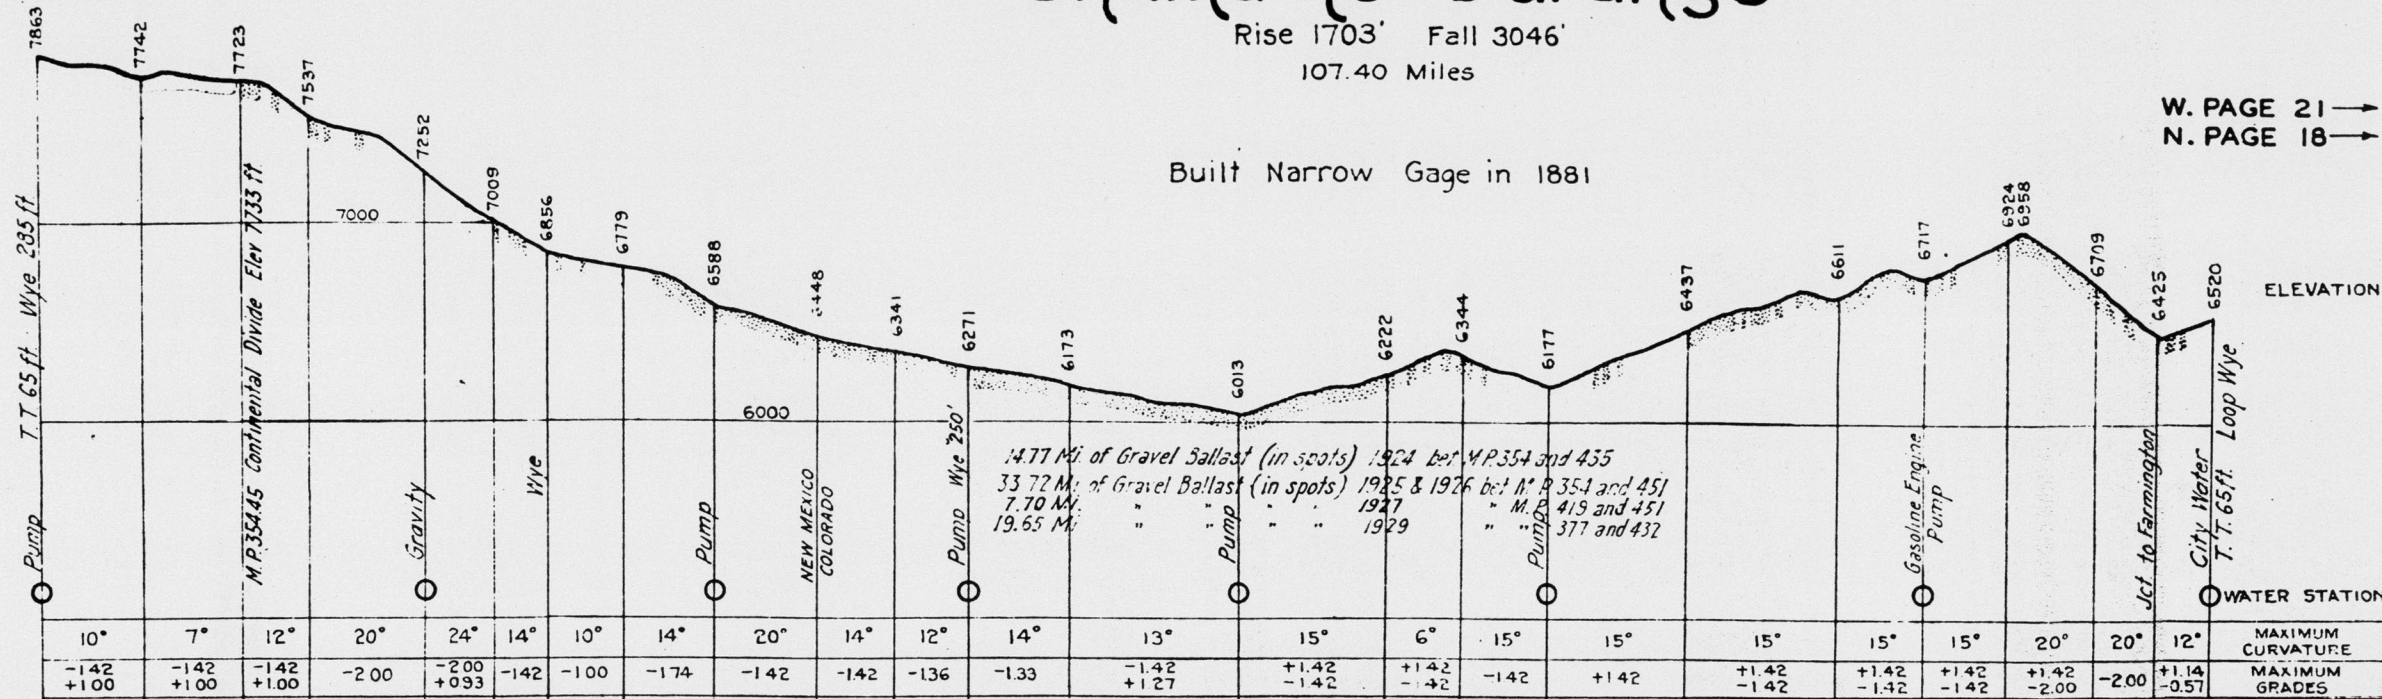 Rise 1703' Fall 3046'
107.40 Miles
W. PAGE 21
N. PAGE 18
Built Narrow Gage in 1881
7863
7742
7723
7537
7252
7009
6856
6779
6588
6341
6271
6173
6013
6222
6344
6177
6437
6611
6717
6924
6958
6709
6425
6520
ELEVATION
7000
6000
T.T. 65 ft Wye 285 ft
Pump
M.P. 354.45 Continental Divide Elev 7733 ft
Gravity
Wye
Pump
NEW MEXICO
COLORADO
Pump Wye 250'
14.77 Mi. of Gravel Ballast (in spots) 1924 bet M.P. 354 and 435
33.72 Mi. of Gravel Ballast (in spots) 1925 & 1926 bet M.P. 354 and 451
7.70 Mi. " " " " 1927 " M.P. 419 and 451
19.65 Mi. " " " " 1929 " " 377 and 432
Pump
Pump
Gasoline Engine
Pump
Jct. to Farmington
City Water
T.T. 65 ft. Loop Wye
WATER STATION
10° 7° 12° 20° 24° 14° 10° 14° 20° 14° 12° 14° 13° 15° 6° 15° 15° 15° 15° 15° 20° 20° 12° MAXIMUM
CURVATURE
-1.42 -1.42 -1.42 -2.00 -2.00 -1.42 -1.00 -1.74 -1.42 -1.42 -1.36 -1.33 -1.42 +1.42 +1.42 -1.42 +1.42 +1.42 +1.42 +1.42 +1.42 -2.00 +1.14 MAXIMUM
+1.00 +1.00 +1.00 +0.93 +1.27 -1.42 -1.42 -1.42 -1.42 -1.42 -2.00 -0.57 GRADES